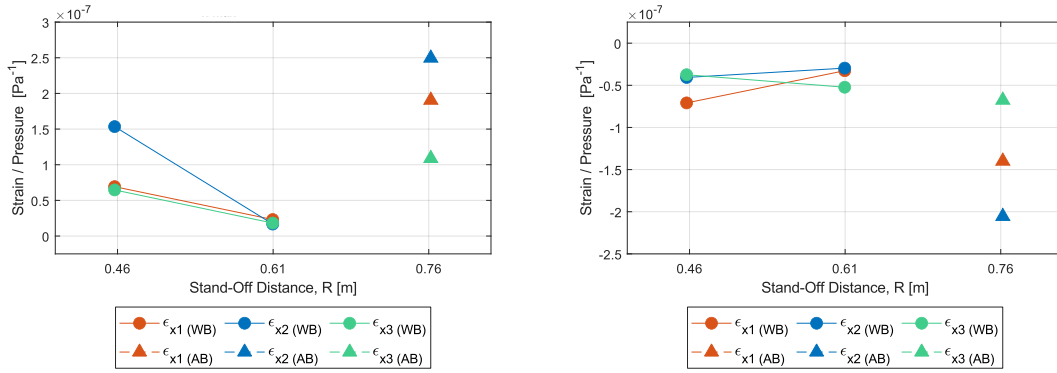 ×10⁻⁷
3
2.5
2
1.5
1
0.5
0
Strain / Pressure [Pa⁻¹]
0.46 0.61 0.76
Stand-Off Distance, R [m]
ϵx1 (WB) ϵx2 (WB) ϵx3 (WB)
ϵx1 (AB) ϵx2 (AB) ϵx3 (AB)
×10⁻⁷
0
-0.5
-1
-1.5
-2
-2.5
Strain / Pressure [Pa⁻¹]
0.46 0.61 0.76
Stand-Off Distance, R [m]
ϵx1 (WB) ϵx2 (WB) ϵx3 (WB)
ϵx1 (AB) ϵx2 (AB) ϵx3 (AB)